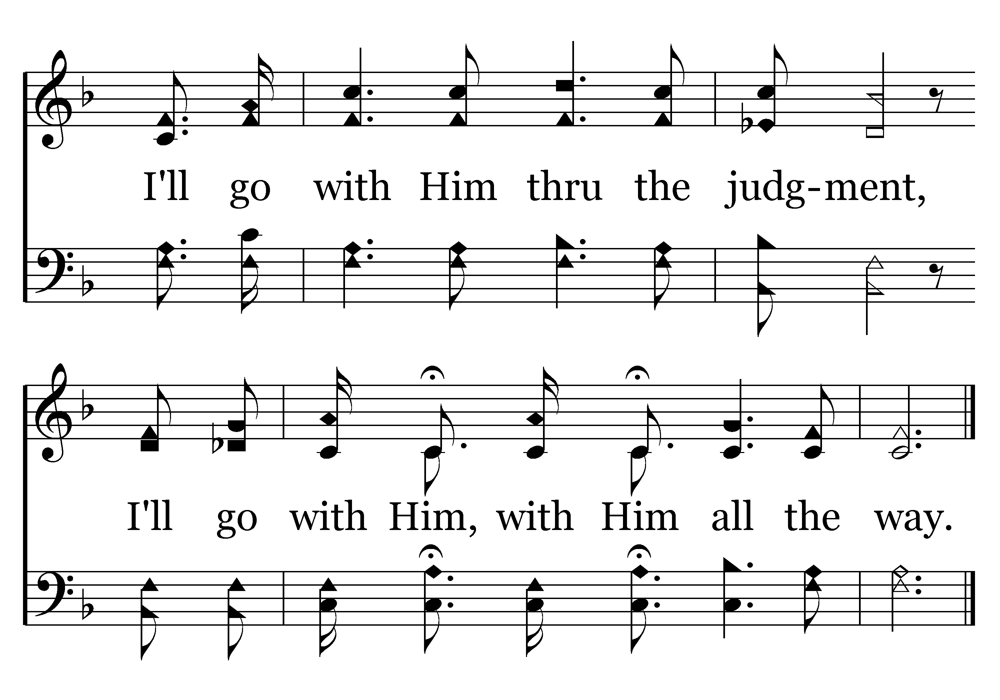 I'll go with Him thru the judg-ment,
I'll go with Him, with Him all the way.